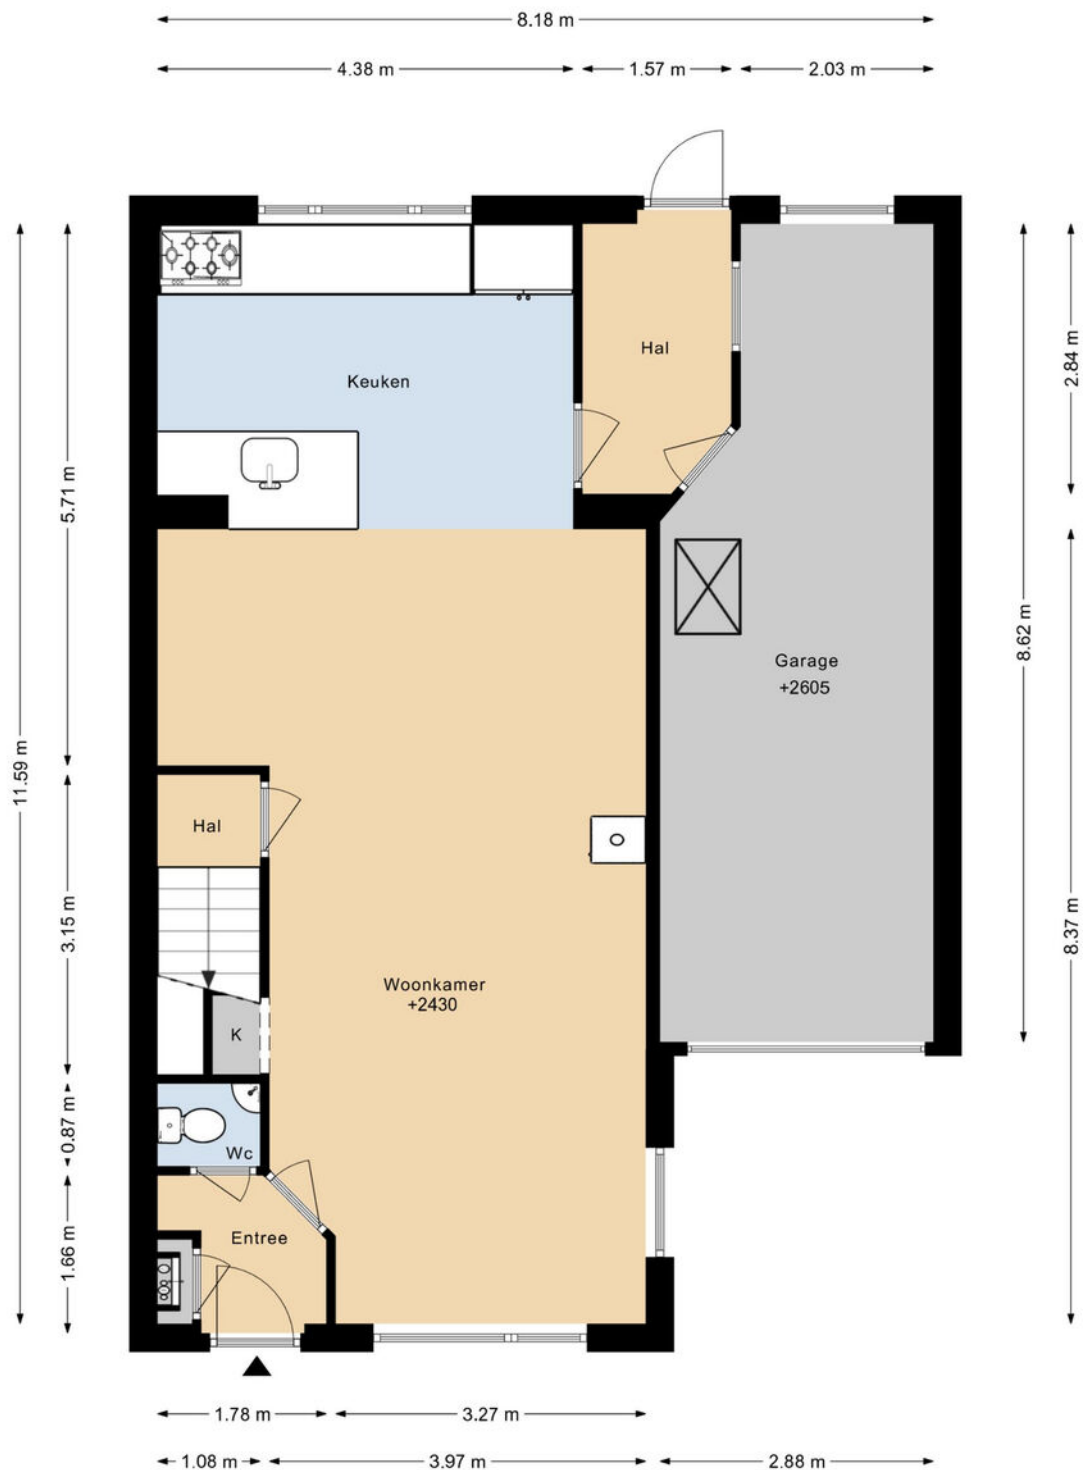 8.18 m
4.38 m
1.57 m
2.03 m
Hal
Keuken
2.84 m
5.71 m
8.62 m
Garage
+2605
11.59 m
Hal
3.15 m
8.37 m
Woonkamer
+2430
K
0.87 m
Wc
Entree
1.66 m
1.78 m
3.27 m
1.08 m
3.97 m
2.88 m